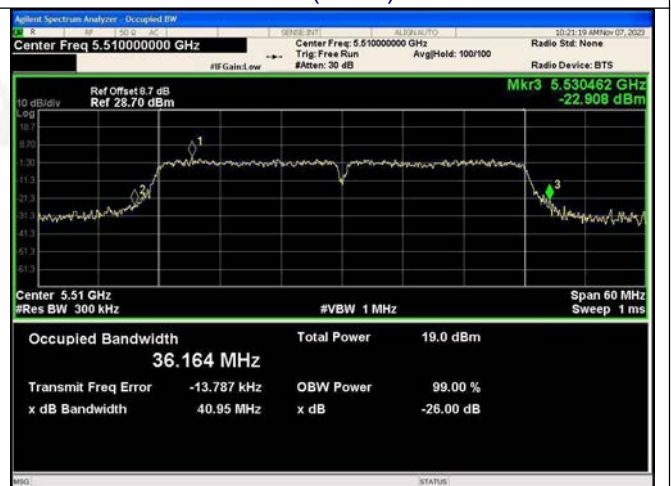 Agilent Spectrum Analyzer - Occupied BW
R RF 50 Ω AC SENSE:INT ALIGN AUTO 10:21:19 AM Nov 07, 2023
Center Freq 5.510000000 GHz Center Freq: 5.510000000 GHz Radio Std: None
Trig: Free Run Avg|Hold: 100/100
#IFGain:Low #Atten: 30 dB Radio Device: BTS
Mkr3 5.530462 GHz
Ref Offset 8.7 dB
10 dB/div Ref 28.70 dBm -22.908 dBm
Log
18.7
8.70
-1.30
-11.3
-21.3
-31.3
-41.3
-51.3
-61.3
1
2
3
Center 5.51 GHz Span 60 MHz
#Res BW 300 kHz #VBW 1 MHz Sweep 1 ms
Occupied Bandwidth Total Power 19.0 dBm
36.164 MHz
Transmit Freq Error -13.787 kHz OBW Power 99.00 %
x dB Bandwidth 40.95 MHz x dB -26.00 dB
MSG STATUS